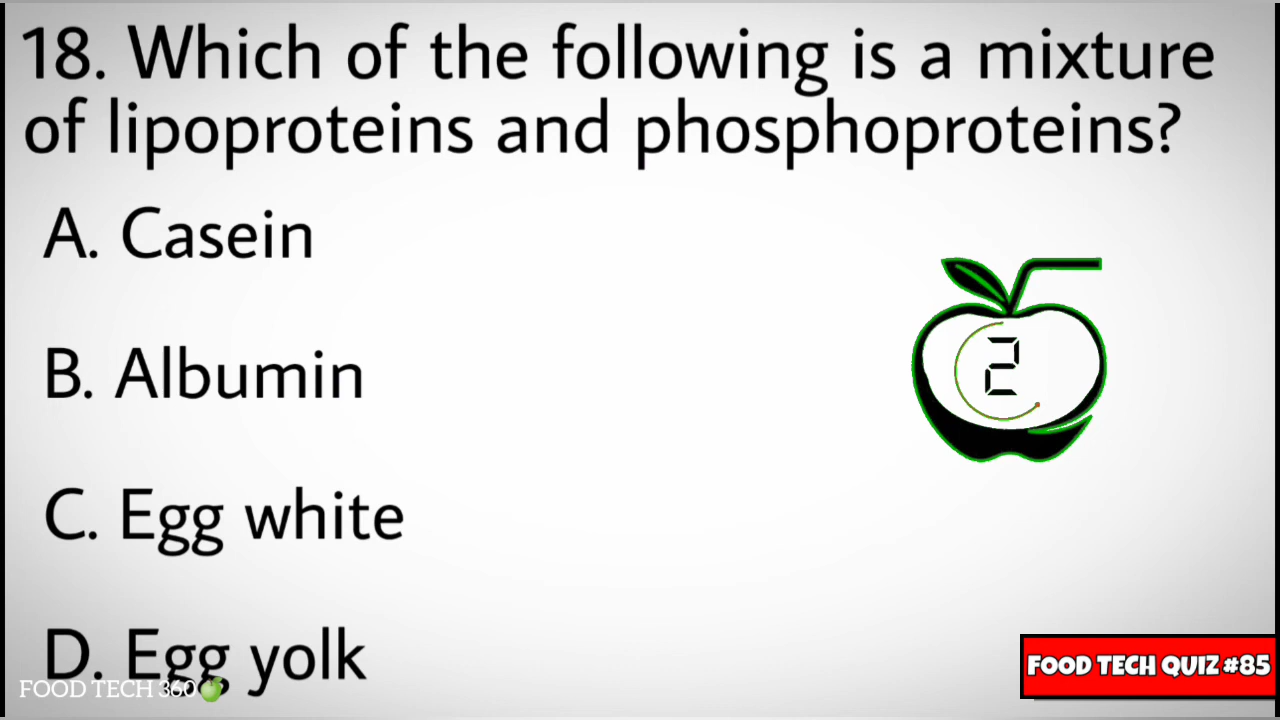 18. Which of the following is a mixture
of lipoproteins and phosphoproteins?
A. Casein
B. Albumin
2
C. Egg white
D. Egg yolk
FOOD TECH 360
FOOD TECH QUIZ #85